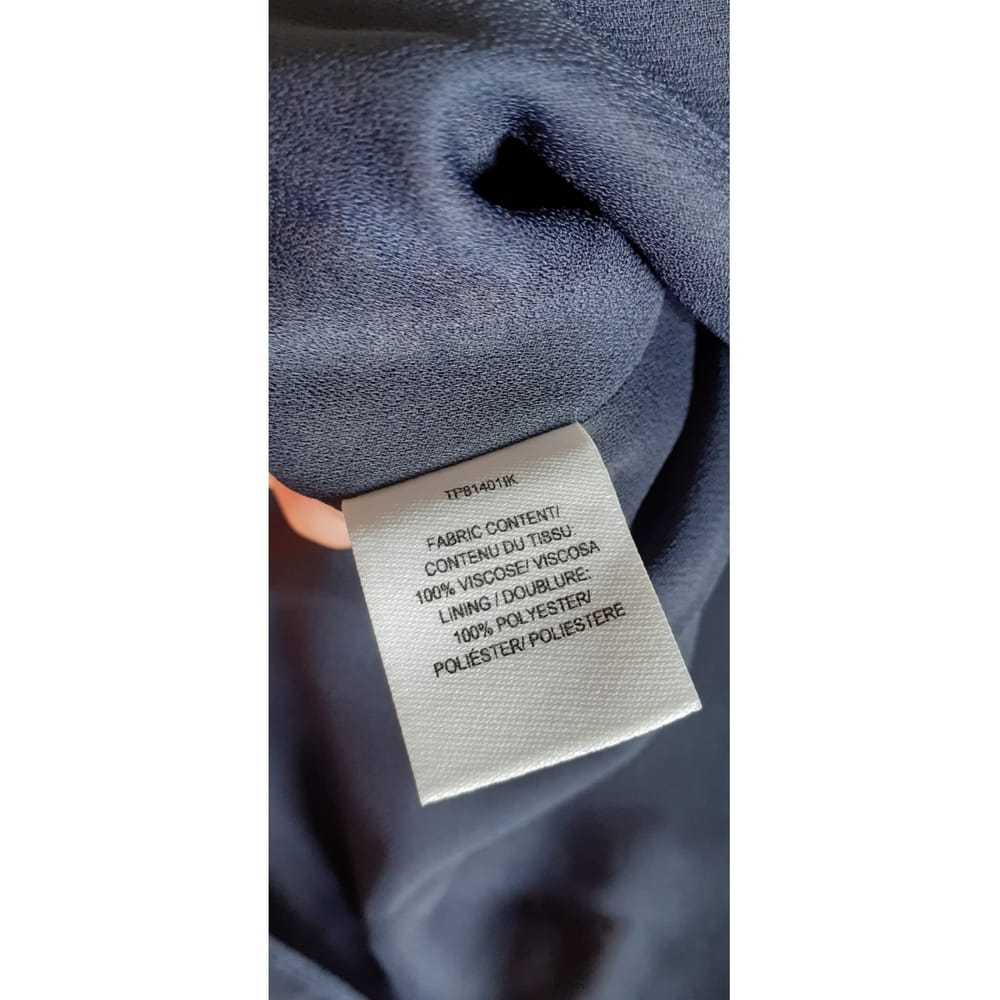 TP81401IK
FABRIC CONTENT/
CONTENU DU TISSU:
100% VISCOSE/ VISCOSA
LINING / DOUBLURE:
100% POLYESTER/
POLIÉSTER/ POLIESTERE